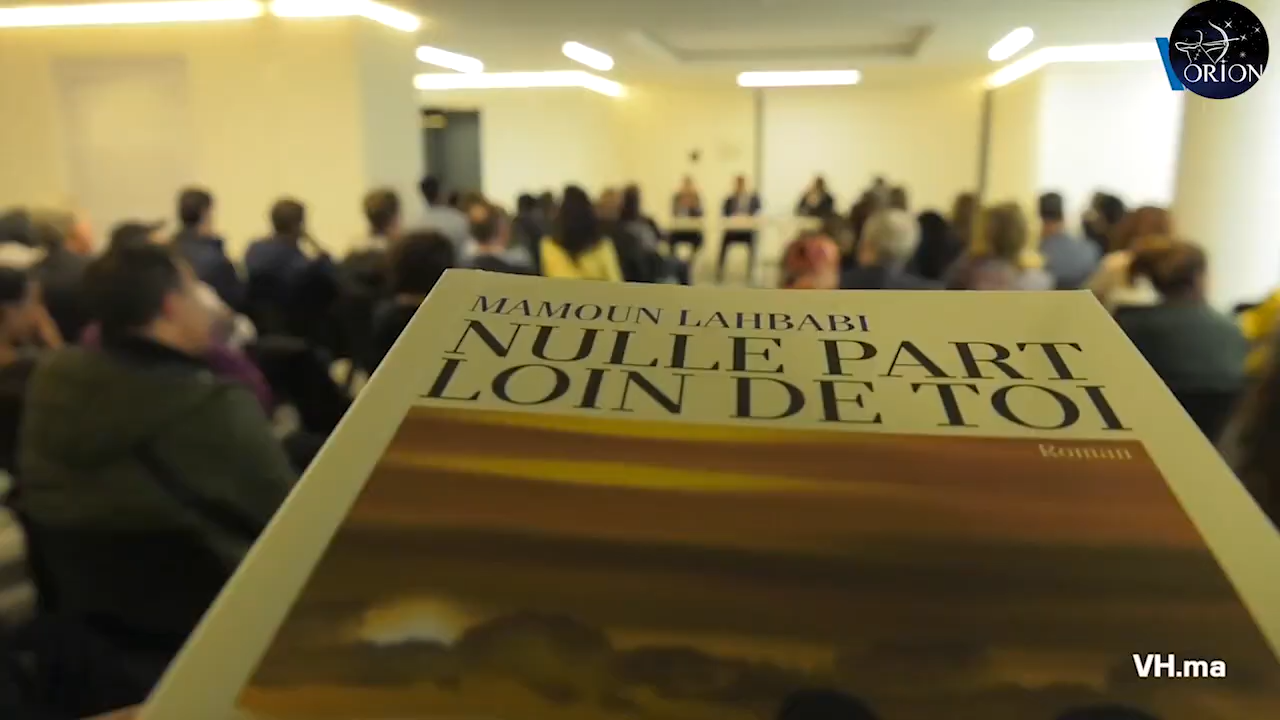 ORION
MAMOUN LAHBABI
NULLE PART
LOIN DE TOI
Roman
VH.ma